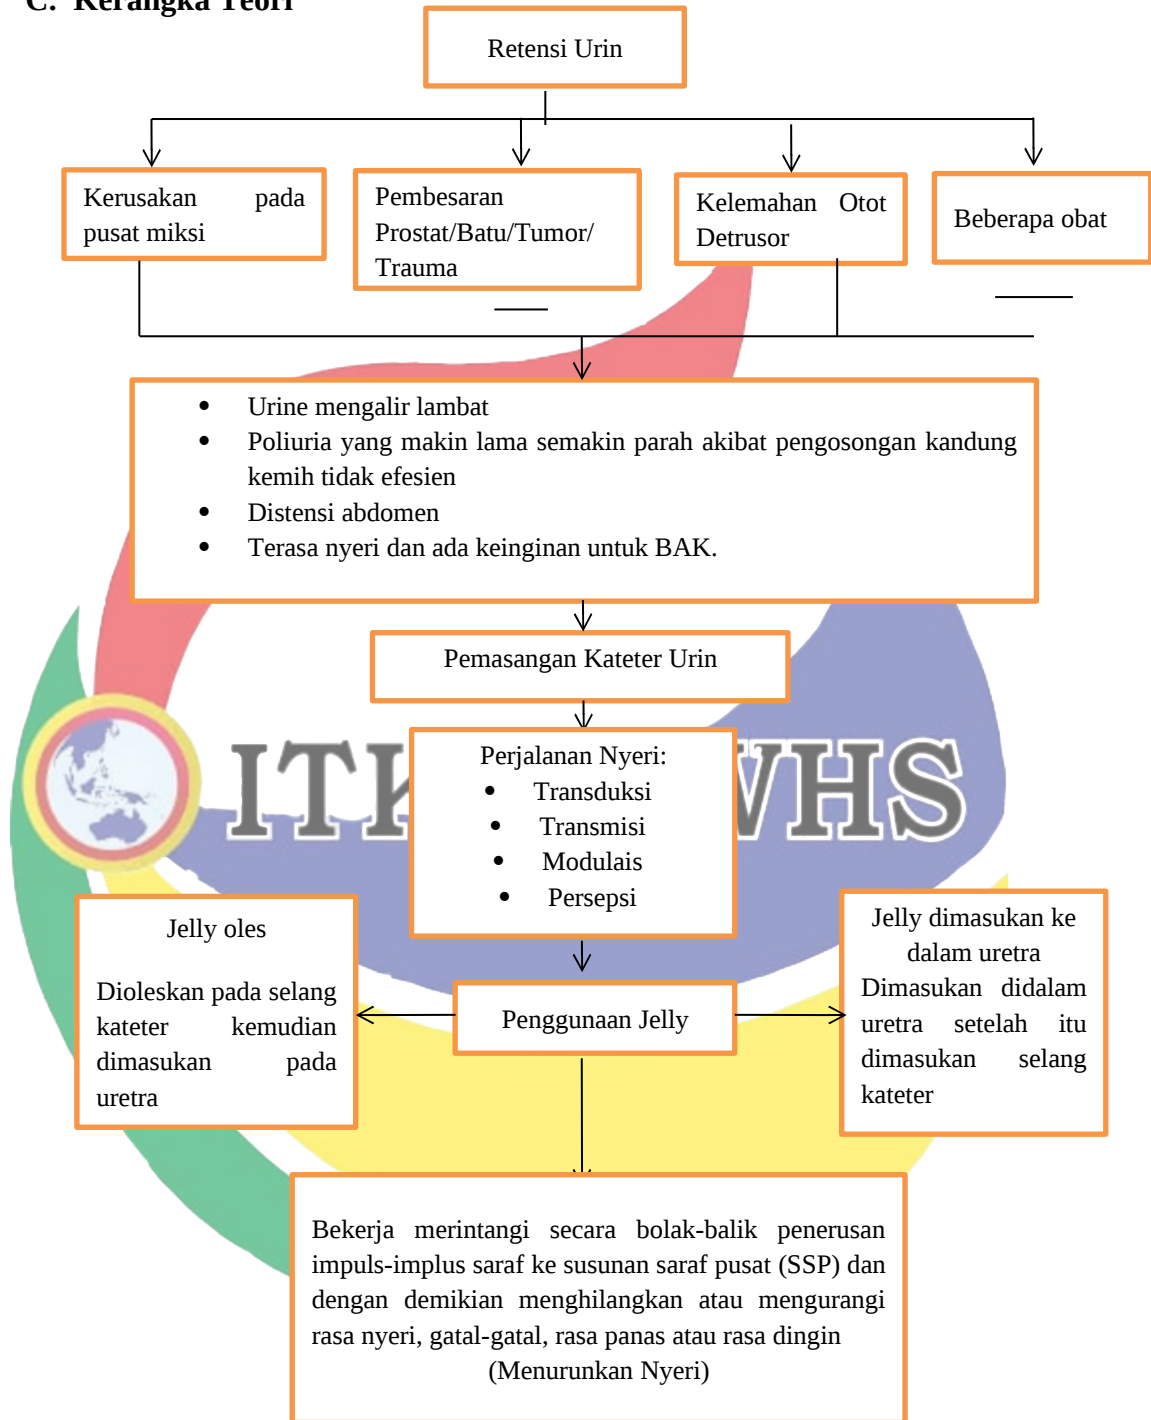 C. Kerangka Teori
Retensi Urin
Kerusakan pada
pusat miksi
Pembesaran
Prostat/Batu/Tumor/
Trauma
Kelemahan Otot
Detrusor
Beberapa obat
• Urine mengalir lambat
• Poliuria yang makin lama semakin parah akibat pengosongan kandung
kemih tidak efesien
• Distensi abdomen
• Terasa nyeri dan ada keinginan untuk BAK.
Pemasangan Kateter Urin
Perjalanan Nyeri:
• Transduksi
• Transmisi
• Modulais
• Persepsi
ITK
WHS
Jelly oles
Dioleskan pada selang
kateter kemudian
dimasukan pada
uretra
Penggunaan Jelly
Jelly dimasukan ke
dalam uretra
Dimasukan didalam
uretra setelah itu
dimasukan selang
kateter
Bekerja merintangi secara bolak-balik penerusan
impuls-implus saraf ke susunan saraf pusat (SSP) dan
dengan demikian menghilangkan atau mengurangi
rasa nyeri, gatal-gatal, rasa panas atau rasa dingin
(Menurunkan Nyeri)